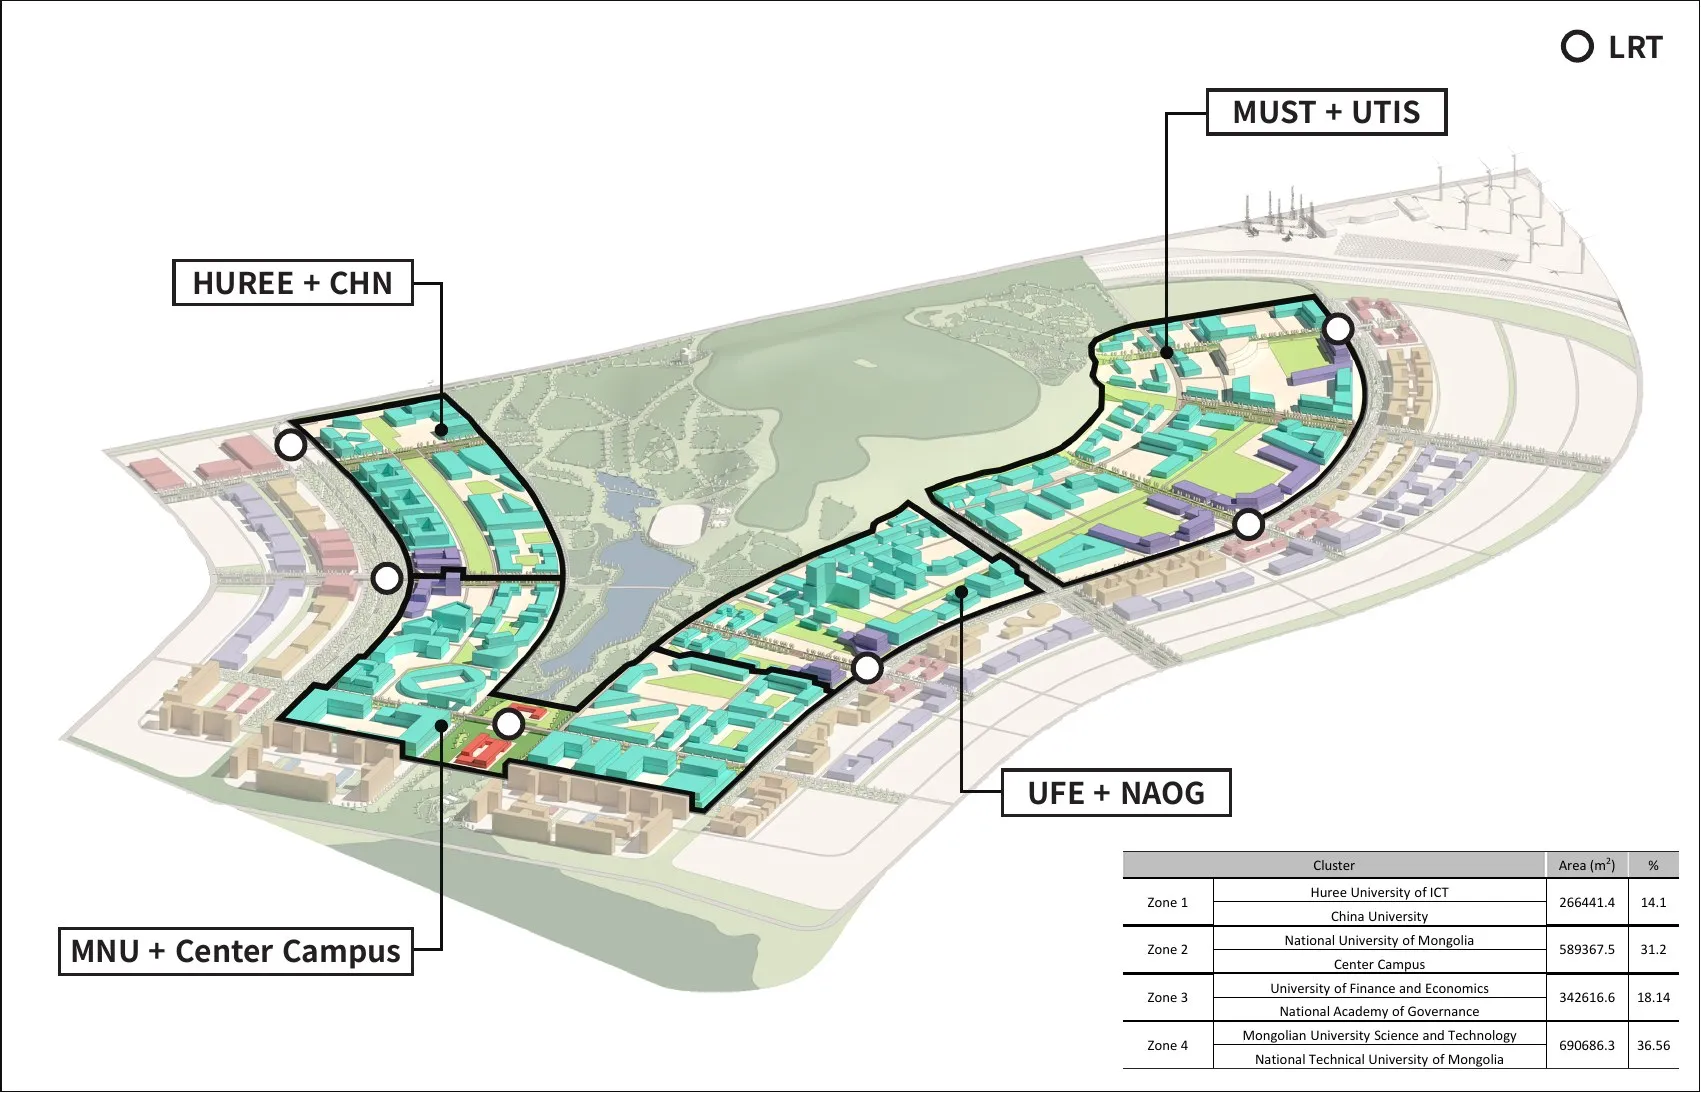 LRT
MUST + UTIS
HUREE + CHN
UFE + NAOG
MNU + Center Campus
Cluster Area (m²) %
Zone 1 Huree University of ICT 266441.4 14.1
China University
Zone 2 National University of Mongolia 589367.5 31.2
Center Campus
Zone 3 University of Finance and Economics 342616.6 18.14
National Academy of Governance
Zone 4 Mongolian University Science and Technology 690686.3 36.56
National Technical University of Mongolia